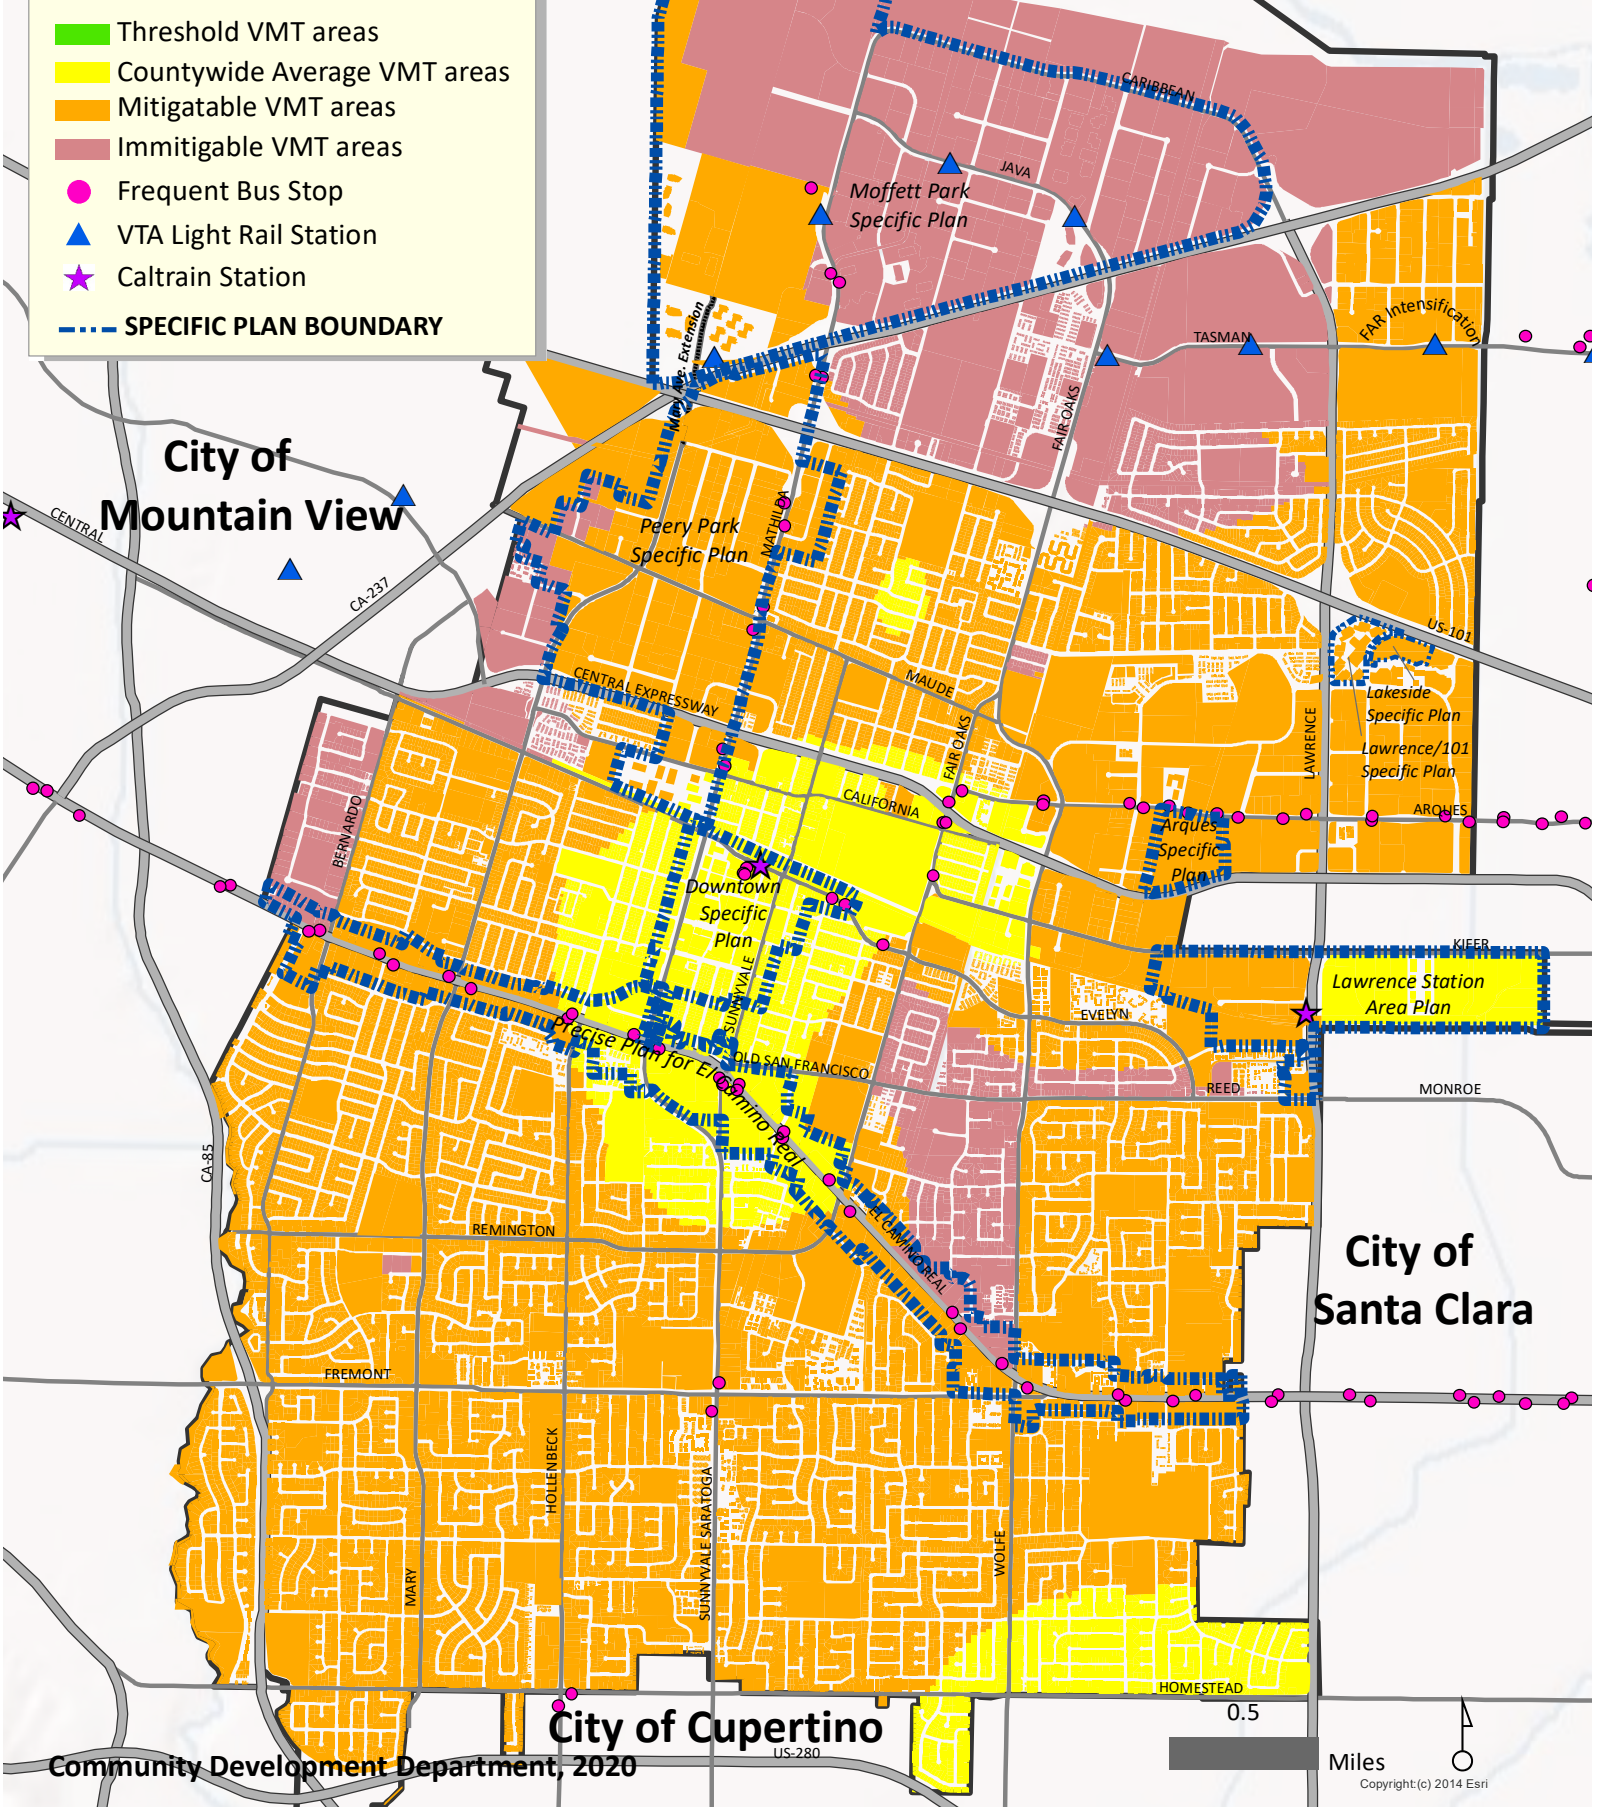 Threshold VMT areas
Countywide Average VMT areas
Mitigatable VMT areas
Immitigable VMT areas
Frequent Bus Stop
VTA Light Rail Station
Caltrain Station
SPECIFIC PLAN BOUNDARY
CARIBBEAN
JAVA
Moffett Park
Specific Plan
Mary Ave. Extension
TASMAN
FAR Intensification
FAIR OAKS
City of
Mountain View
CENTRAL
CA-237
MATHILDA
Peery Park
Specific Plan
US-101
CENTRAL EXPRESSWAY
MAUDE
Lakeside
Specific Plan
LAWRENCE
Lawrence/101
Specific Plan
FAIR OAKS
CALIFORNIA
ARQUES
BERNARDO
Arques
Specific
Plan
Downtown
Specific
Plan
KIFER
Lawrence Station
Area Plan
SUNNYVALE
EVELYN
Precise Plan for El Camino Real
OLD SAN FRANCISCO
REED
MONROE
CA-85
REMINGTON
EL CAMINO REAL
City of
Santa Clara
FREMONT
HOLLENBECK
SUNNYVALE SARATOGA
WOLFE
MARY
HOMESTEAD
0.5
Miles
City of Cupertino
US-280
Community Development Department, 2020
Copyright:(c) 2014 Esri